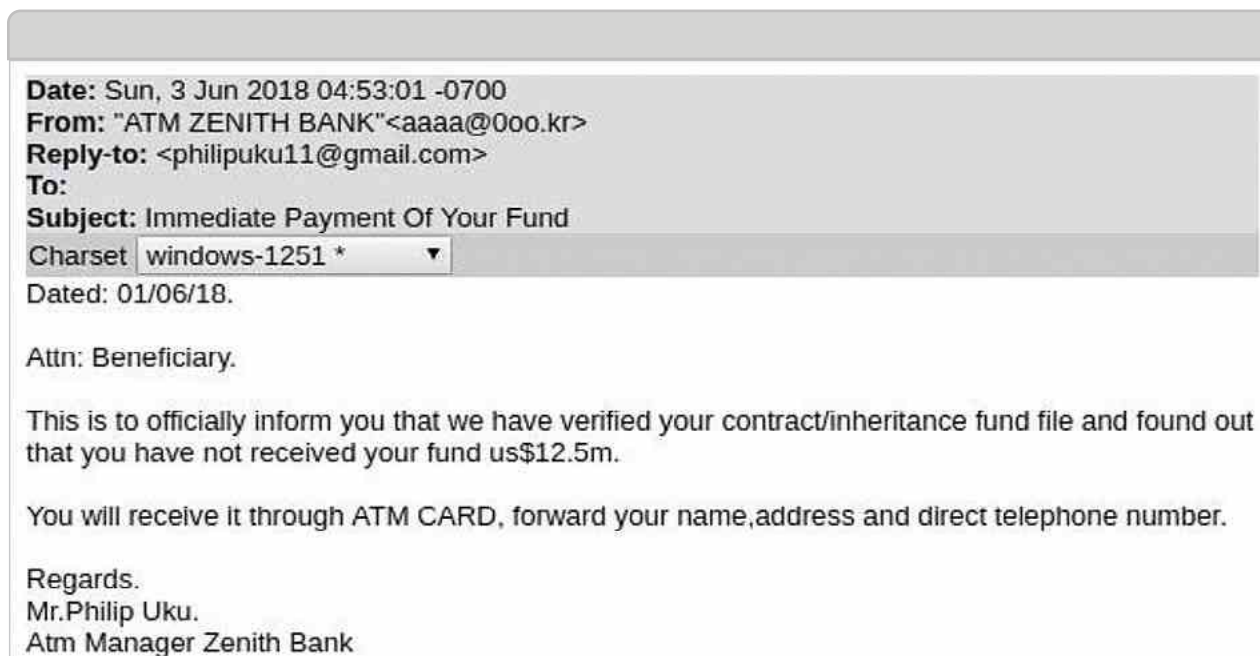 Date: Sun, 3 Jun 2018 04:53:01 -0700
From: "ATM ZENITH BANK"<aaaa@0oo.kr>
Reply-to: <philipuku11@gmail.com>
To:
Subject: Immediate Payment Of Your Fund
Charset windows-1251 * ▼
Dated: 01/06/18.
Attn: Beneficiary.
This is to officially inform you that we have verified your contract/inheritance fund file and found out
that you have not received your fund us$12.5m.
You will receive it through ATM CARD, forward your name,address and direct telephone number.
Regards.
Mr.Philip Uku.
Atm Manager Zenith Bank